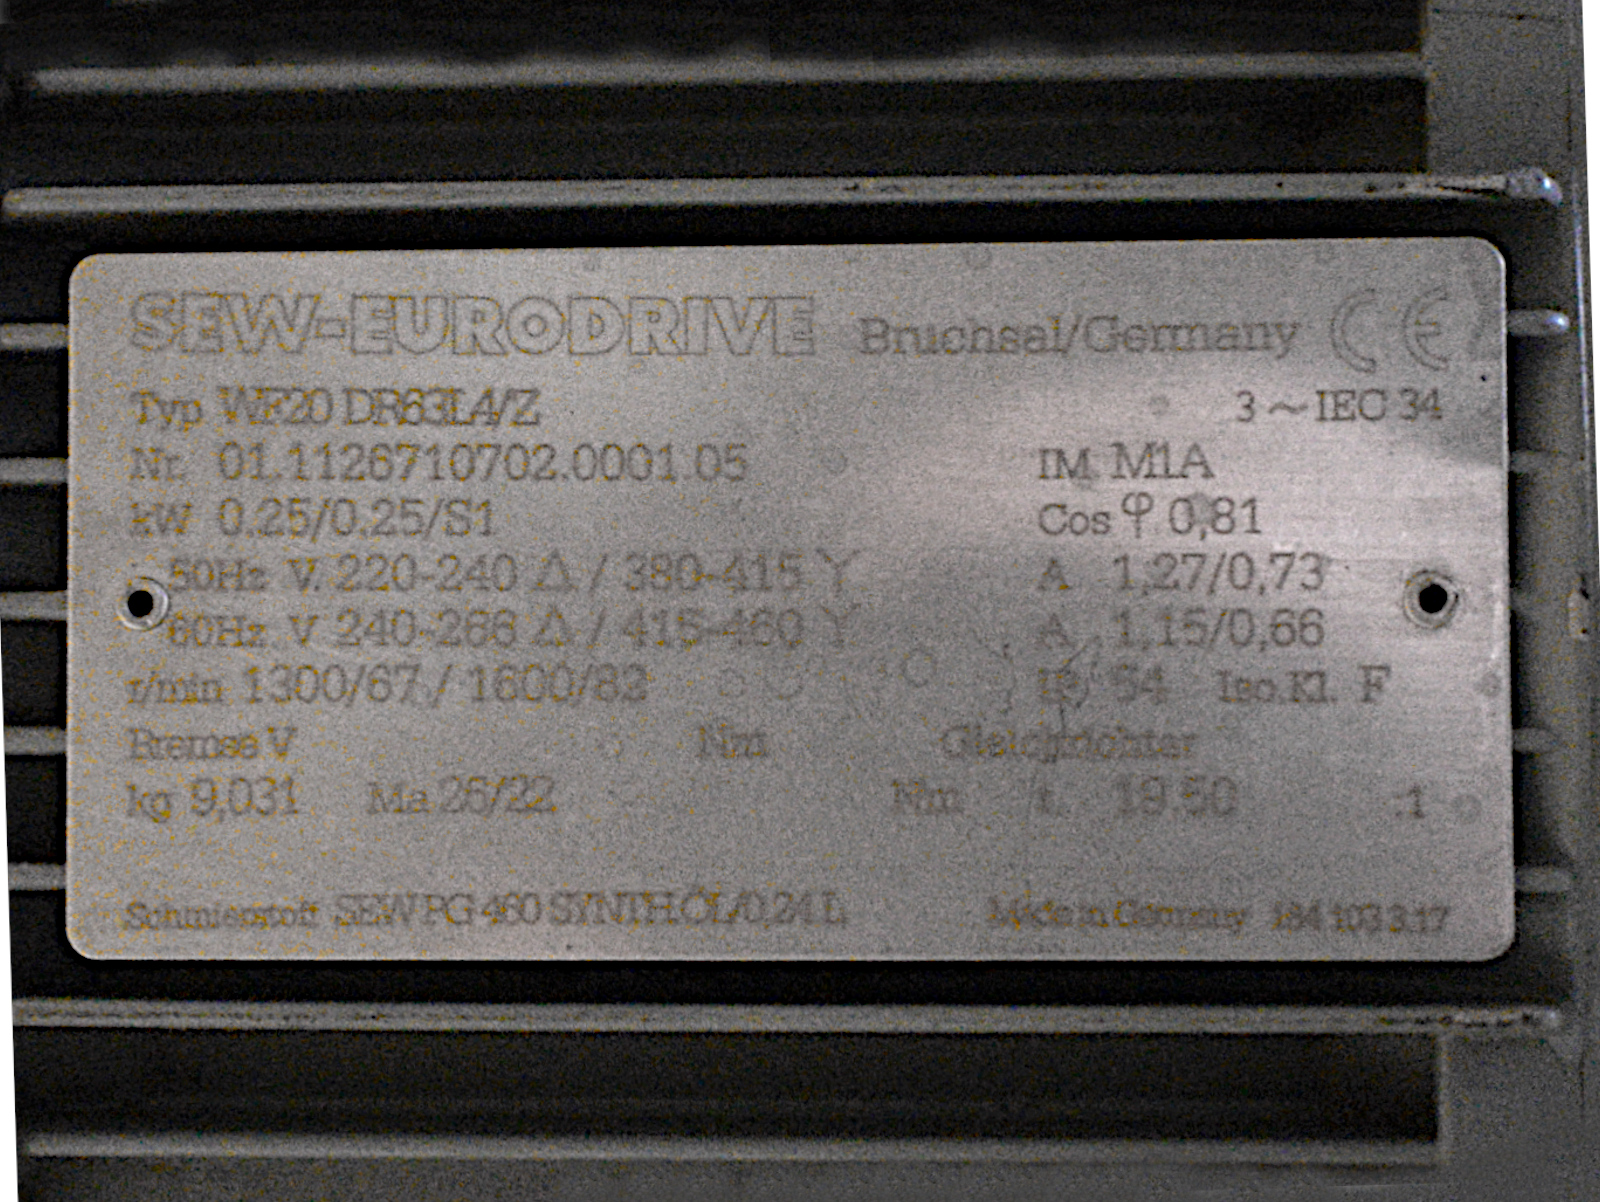 SEW-EURODRIVE Bruchsal/Germany CE
Typ WF20 DR63L4/Z 3 ~ IEC 34
Nr. 01.1126710702.0001.05 IM M1A
kW 0.25/0.25/S1 Cos φ 0,81
50Hz V 220-240 Δ / 380-415 Y A 1,27/0,73
60Hz V 240-266 Δ / 415-460 Y A 1,15/0,66
r/min 1300/67 / 1600/82 IP 54 Iso.Kl. F
Bremse V Nm Gleichrichter
kg 9,031 Ma 26/22 Nm i 19.50 :1
Schmierstoff SEW PG 460 SYNTH.ÖL/0,24 L Made in Germany 184 103 3.17